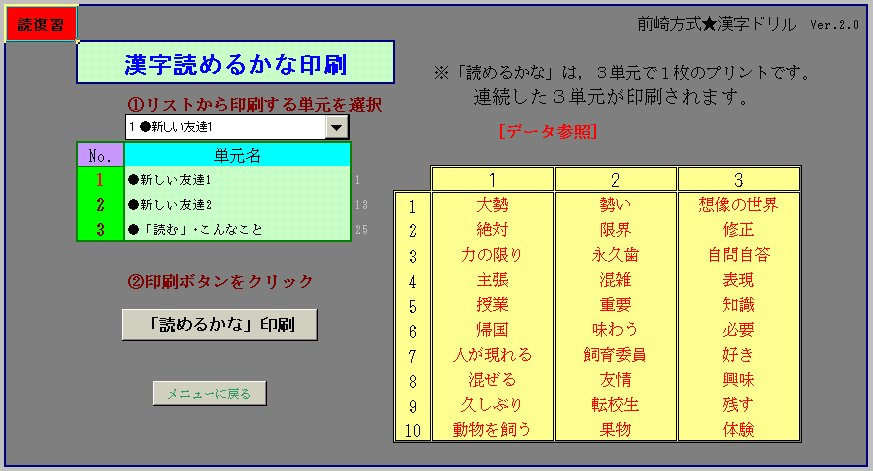 読復習
前崎方式★漢字ドリル Ver.2.0
漢字読めるかな印刷
※「読めるかな」は，３単元で１枚のプリントです。
連続した３単元が印刷されます。
①リストから印刷する単元を選択
1 ●新しい友達1
[データ参照]
No. 単元名
1 ●新しい友達1 1
2 ●新しい友達2 13
3 ●「読む」・こんなこと 25
②印刷ボタンをクリック
「読めるかな」印刷
メニューに戻る
1 2 3
1 大勢 勢い 想像の世界
2 絶対 限界 修正
3 力の限り 永久歯 自問自答
4 主張 混雑 表現
5 授業 重要 知識
6 帰国 味わう 必要
7 人が現れる 飼育委員 好き
8 混ぜる 友情 興味
9 久しぶり 転校生 残す
10 動物を飼う 果物 体験